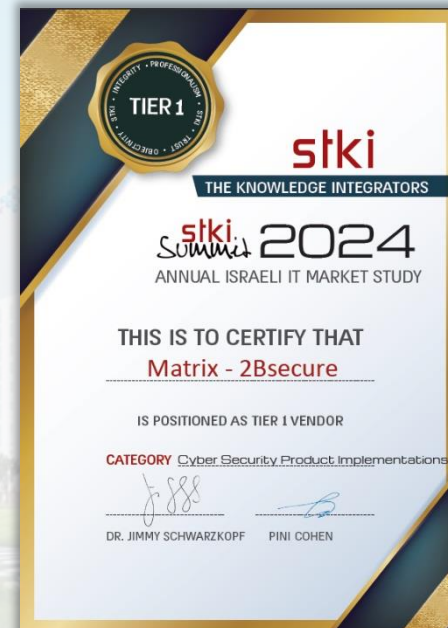 INTEGRITY • PROFESSIONALISM • STKI • TRUST • OBJECTIVITY • STKI •
TIER 1
stki
THE KNOWLEDGE INTEGRATORS
stki.
Summit 2024
ANNUAL ISRAELI IT MARKET STUDY
THIS IS TO CERTIFY THAT
Matrix - 2Bsecure
IS POSITIONED AS TIER 1 VENDOR
CATEGORY Cyber Security Product Implementations
DR. JIMMY SCHWARZKOPF PINI COHEN